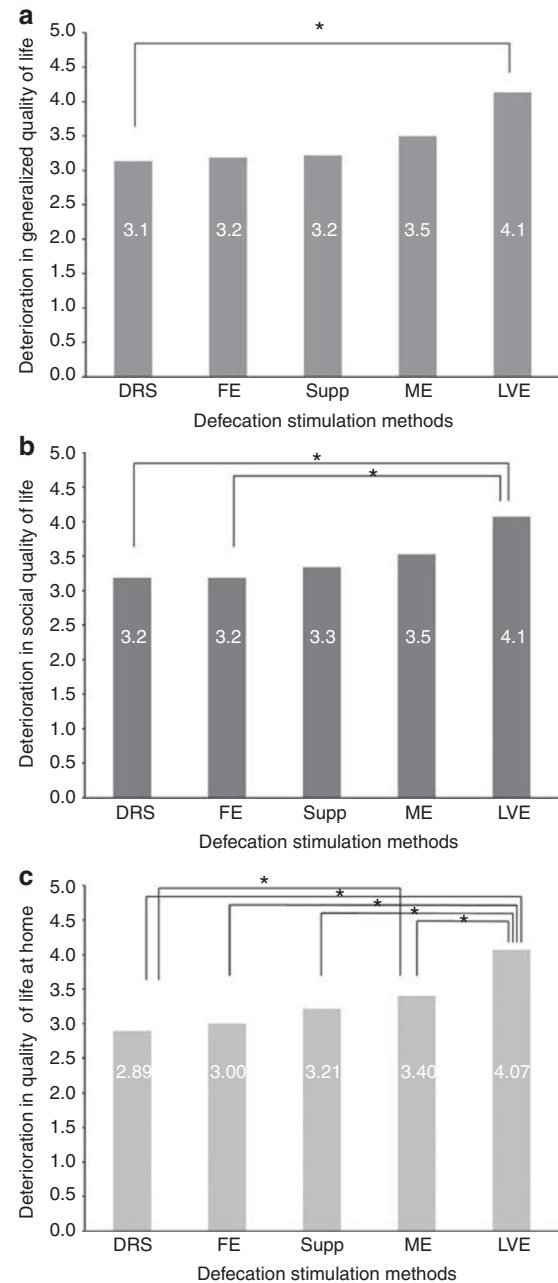 a
Deterioration in generalized quality of life
5.0
4.5
4.0
3.5
3.0
2.5
2.0
1.5
1.0
0.5
0.0
*
3.1 3.2 3.2 3.5 4.1
DRS FE Supp ME LVE
Defecation stimulation methods
b
Deterioration in social quality of life
5.0
4.5
4.0
3.5
3.0
2.5
2.0
1.5
1.0
0.5
0.0
*
*
3.2 3.2 3.3 3.5 4.1
DRS FE Supp ME LVE
Defecation stimulation methods
c
Deterioration in quality of life at home
5.0
4.5
4.0
3.5
3.0
2.5
2.0
1.5
1.0
0.5
0.0
*
*
*
*
*
2.89 3.00 3.21 3.40 4.07
DRS FE Supp ME LVE
Defecation stimulation methods